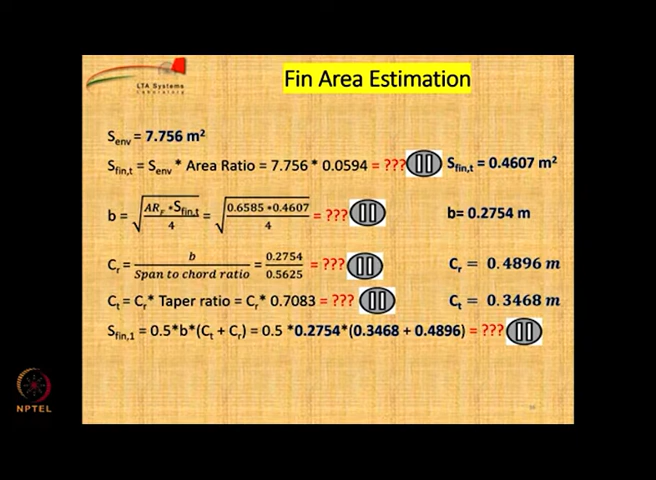 LTA Systems
Laboratory
Fin Area Estimation
S_env = 7.756 m²
S_fin,t = S_env * Area Ratio = 7.756 * 0.0594 = ??? S_fin,t = 0.4607 m²
b = √(AR_F * S_fin,t / 4) = √(0.6585 * 0.4607 / 4) = ??? b= 0.2754 m
C_r = b / Span to chord ratio = 0.2754 / 0.5625 = ??? C_r = 0.4896 m
C_t = C_r* Taper ratio = C_r* 0.7083 = ??? C_t = 0.3468 m
S_fin,1 = 0.5*b*(C_t + C_r) = 0.5 *0.2754*(0.3468 + 0.4896) = ???
NPTEL